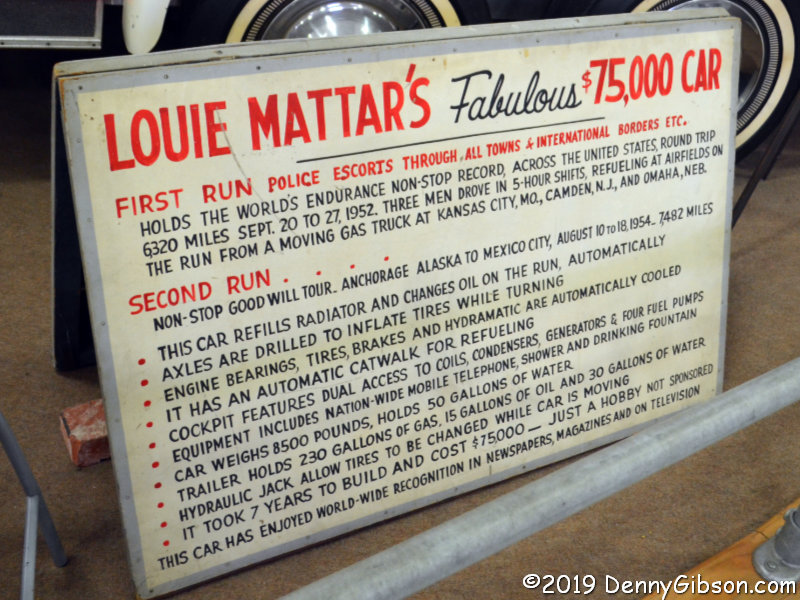 LOUIE MATTAR'S Fabulous $75,000 CAR
FIRST RUN POLICE ESCORTS THROUGH ALL TOWNS & INTERNATIONAL BORDERS ETC.
HOLDS THE WORLD'S ENDURANCE NON-STOP RECORD, ACROSS THE UNITED STATES, ROUND TRIP
6,320 MILES SEPT. 20 TO 27, 1952. THREE MEN DROVE IN 5-HOUR SHIFTS, REFUELING AT AIRFIELDS ON
THE RUN FROM A MOVING GAS TRUCK AT KANSAS CITY, MO., CAMDEN, N.J., AND OMAHA, NEB.
SECOND RUN . . . .
NON-STOP GOOD WILL TOUR.. ANCHORAGE ALASKA TO MEXICO CITY, AUGUST 10 to 18, 1954.. 7,482 MILES
• THIS CAR REFILLS RADIATOR AND CHANGES OIL ON THE RUN, AUTOMATICALLY
• AXLES ARE DRILLED TO INFLATE TIRES WHILE TURNING
• ENGINE BEARINGS, TIRES, BRAKES AND HYDRAMATIC ARE AUTOMATICALLY COOLED
• IT HAS AN AUTOMATIC CATWALK FOR REFUELING
• COCKPIT FEATURES DUAL ACCESS TO COILS, CONDENSERS, GENERATORS & FOUR FUEL PUMPS
• EQUIPMENT INCLUDES NATION-WIDE MOBILE TELEPHONE, SHOWER AND DRINKING FOUNTAIN
• CAR WEIGHS 8500 POUNDS, HOLDS 50 GALLONS OF WATER
• TRAILER HOLDS 230 GALLONS OF GAS, 15 GALLONS OF OIL AND 30 GALLONS OF WATER
• HYDRAULIC JACK ALLOW TIRES TO BE CHANGED WHILE CAR IS MOVING
• IT TOOK 7 YEARS TO BUILD AND COST $75,000 — JUST A HOBBY NOT SPONSORED
THIS CAR HAS ENJOYED WORLD-WIDE RECOGNITION IN NEWSPAPERS, MAGAZINES AND ON TELEVISION
©2019 DennyGibson.com